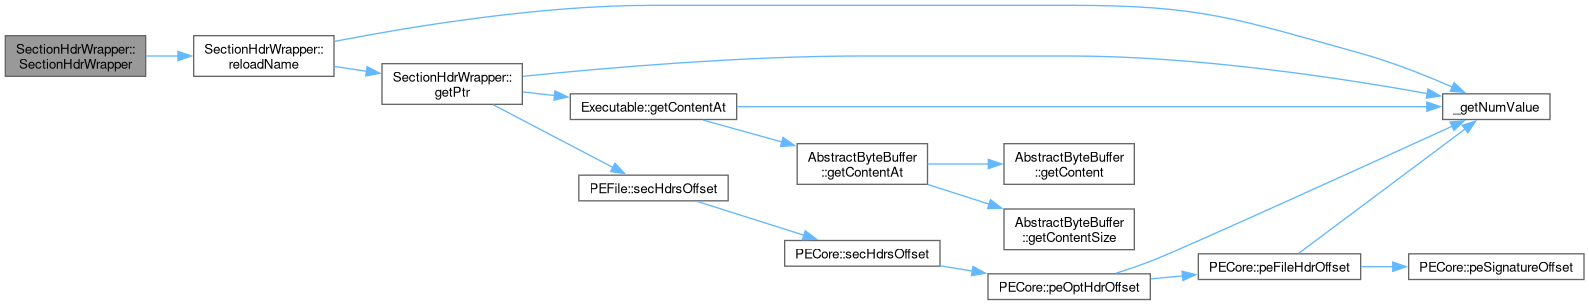 SectionHdrWrapper::
SectionHdrWrapper
SectionHdrWrapper::
reloadName
SectionHdrWrapper::
getPtr
Executable::getContentAt
_getNumValue
AbstractByteBuffer
::getContentAt
AbstractByteBuffer
::getContent
PEFile::secHdrsOffset
AbstractByteBuffer
::getContentSize
PECore::secHdrsOffset
PECore::peOptHdrOffset
PECore::peFileHdrOffset
PECore::peSignatureOffset